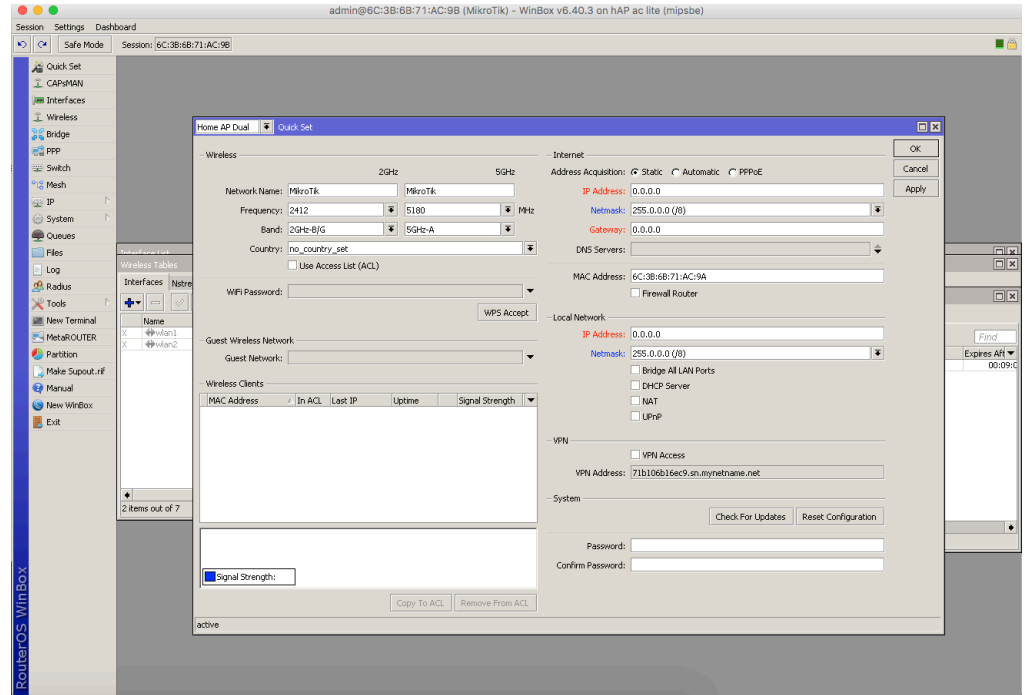 admin@6C:3B:6B:71:AC:9B (MikroTik) - WinBox v6.40.3 on hAP ac lite (mipsbe)
Session Settings Dashboard
Safe Mode Session: 6C:3B:6B:71:AC:9B
Quick Set
CAPsMAN
Interfaces
Wireless
Bridge
PPP
Switch
Mesh
IP
System
Queues
Files
Log
Radius
Tools
New Terminal
MetaROUTER
Partition
Make Supout.rif
Manual
New WinBox
Exit
RouterOS WinBox
Interface List
Wireless Tables
Interfaces Nstre
Name
X wlan1
X wlan2
2 items out of 7
Home AP Dual Quick Set
Wireless
2GHz 5GHz
Network Name: MikroTik MikroTik
Frequency: 2412 5180 MHz
Band: 2GHz-B/G 5GHz-A
Country: no_country_set
Use Access List (ACL)
WiFi Password:
WPS Accept
Guest Wireless Network
Guest Network:
Wireless Clients
MAC Address In ACL Last IP Uptime Signal Strength
Signal Strength:
Copy To ACL Remove From ACL
active
Internet
Address Acquisition: Static Automatic PPPoE
IP Address: 0.0.0.0
Netmask: 255.0.0.0 (/8)
Gateway: 0.0.0.0
DNS Servers:
MAC Address: 6C:3B:6B:71:AC:9A
Firewall Router
Local Network
IP Address: 0.0.0.0
Netmask: 255.0.0.0 (/8)
Bridge All LAN Ports
DHCP Server
NAT
UPnP
VPN
VPN Access
VPN Address: 71b106b16ec9.sn.mynetname.net
System
Check For Updates Reset Configuration
Password:
Confirm Password:
OK
Cancel
Apply
Find
Expires Aft
00:09:0